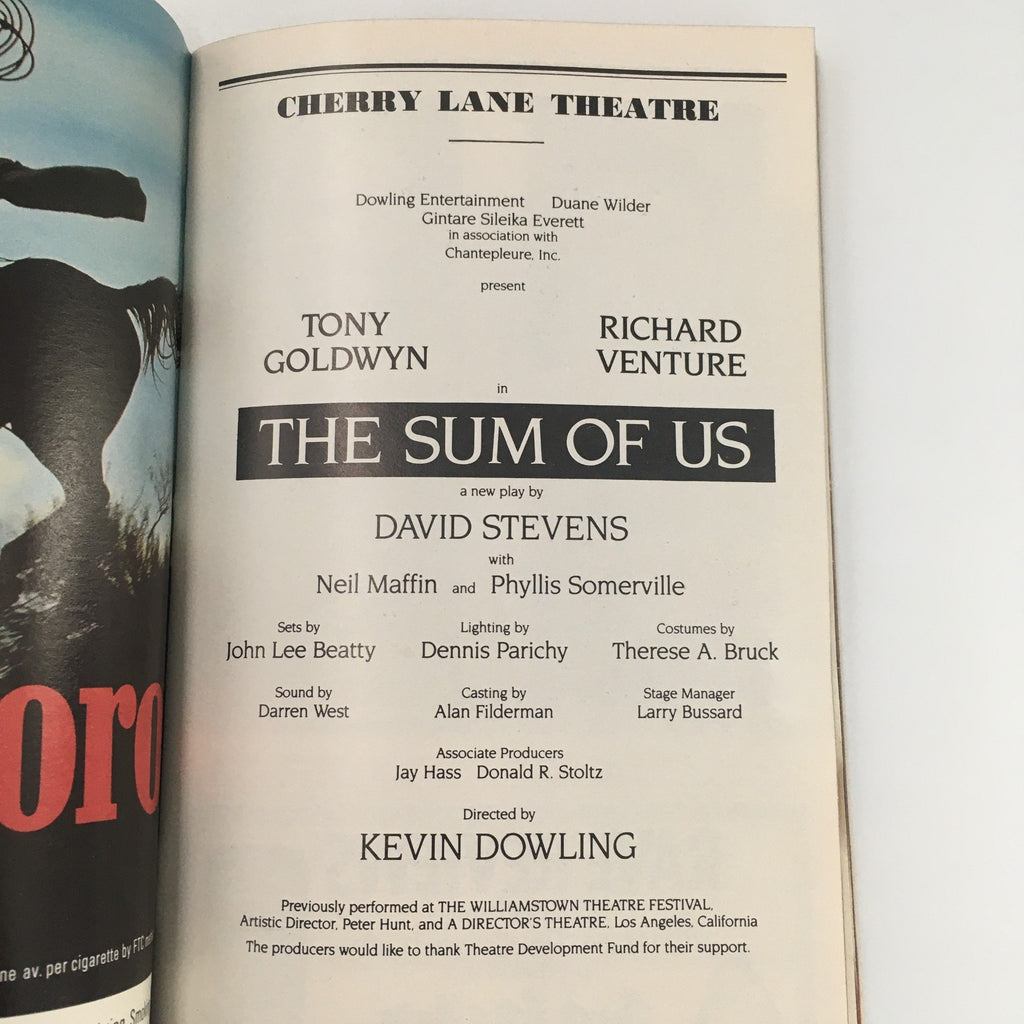 oro
ne av. per cigarette by FTC
CHERRY LANE THEATRE
Dowling Entertainment Duane Wilder
Gintare Sileika Everett
in association with
Chantepleure, Inc.
present
TONY GOLDWYN
RICHARD VENTURE
in
THE SUM OF US
a new play by
DAVID STEVENS
with
Neil Maffin and Phyllis Somerville
Sets by Lighting by Costumes by
John Lee Beatty Dennis Parichy Therese A. Bruck
Sound by Casting by Stage Manager
Darren West Alan Filderman Larry Bussard
Associate Producers
Jay Hass Donald R. Stoltz
Directed by
KEVIN DOWLING
Previously performed at THE WILLIAMSTOWN THEATRE FESTIVAL,
Artistic Director, Peter Hunt, and A DIRECTOR'S THEATRE, Los Angeles, California
The producers would like to thank Theatre Development Fund for their support.